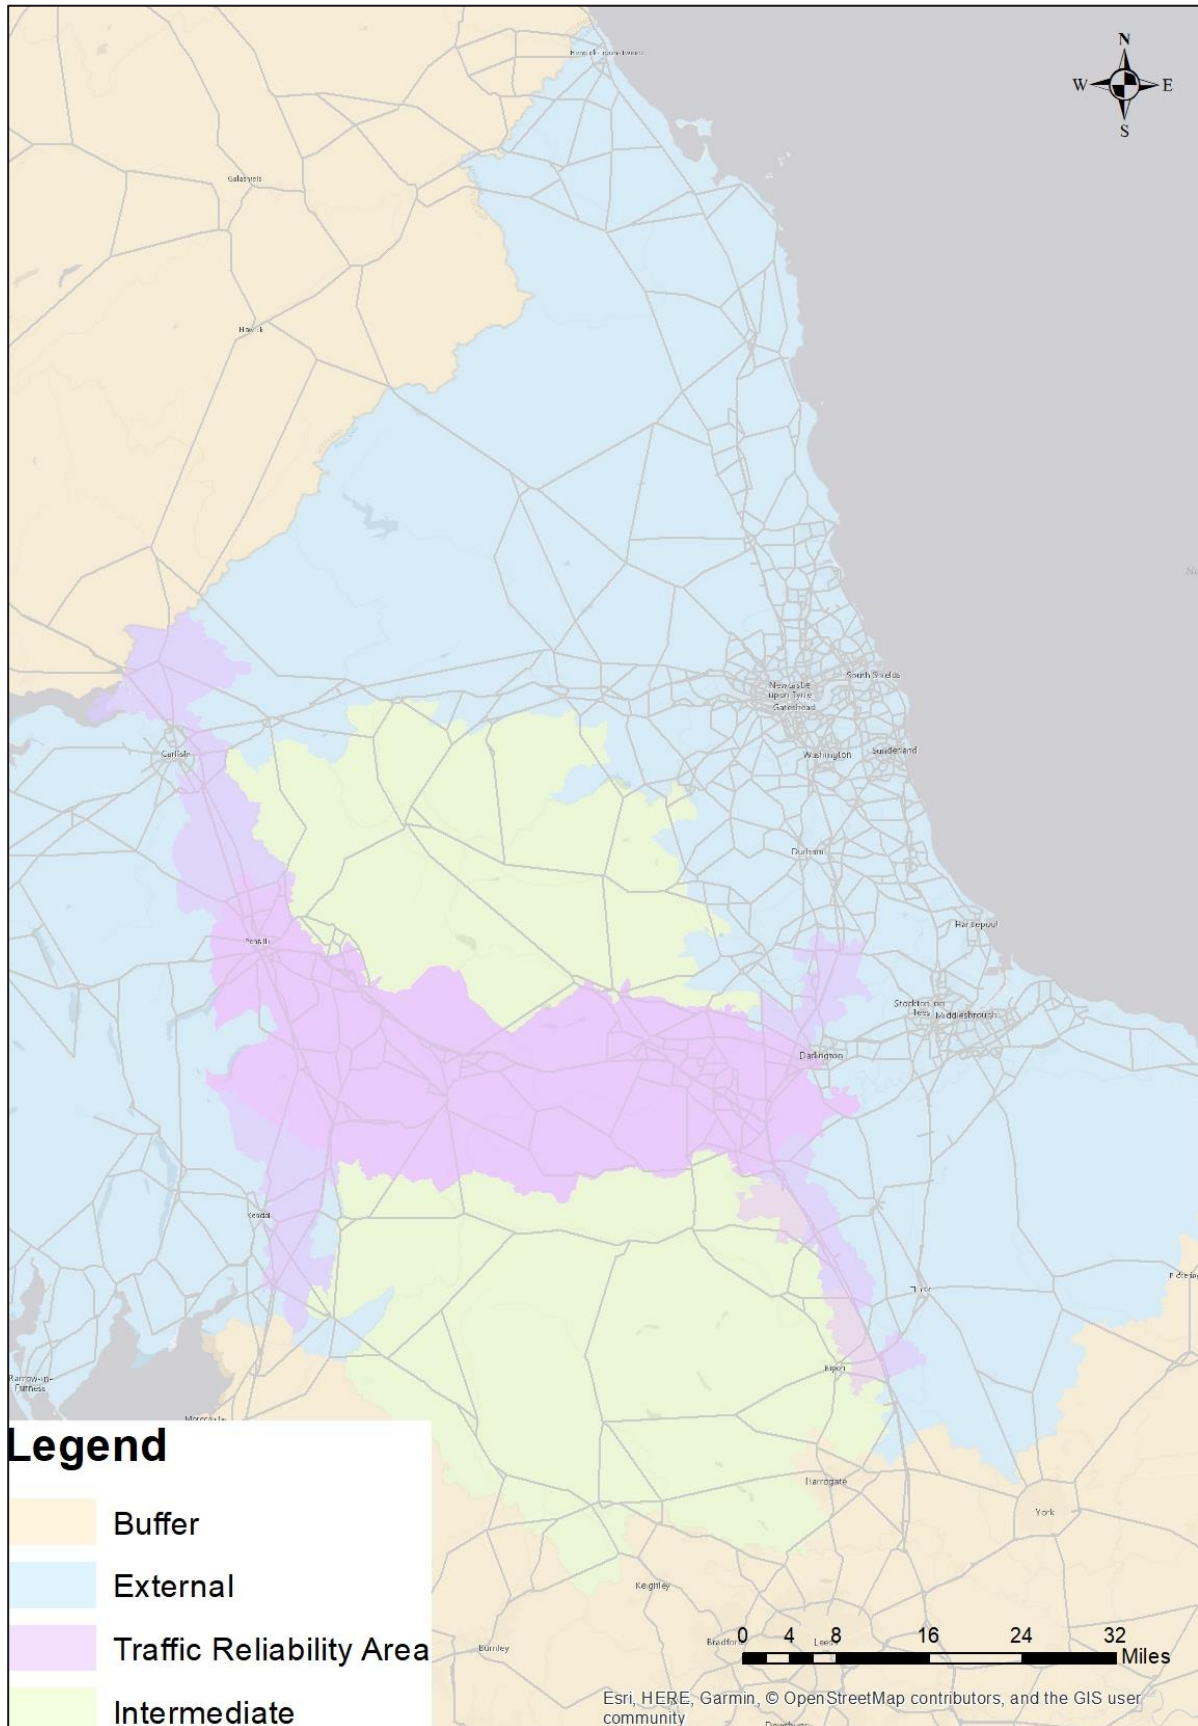 N
W E
S
Galashiels
Hawick
Newcastle
upon Tyne
South Shields
Gateshead
Washington
Sunderland
Carlisle
Durham
Hartlepool
Penrith
Stockton-on-
Tees
Middlesbrough
Darlington
Kendal
Barrow-in-
Furness
Ripon
Harrogate
York
Keighley
Burnley
Bradford
Leeds
Legend
Buffer
External
Traffic Reliability Area
Intermediate
0 4 8 16 24 32
Miles
Esri, HERE, Garmin, © OpenStreetMap contributors, and the GIS user
community